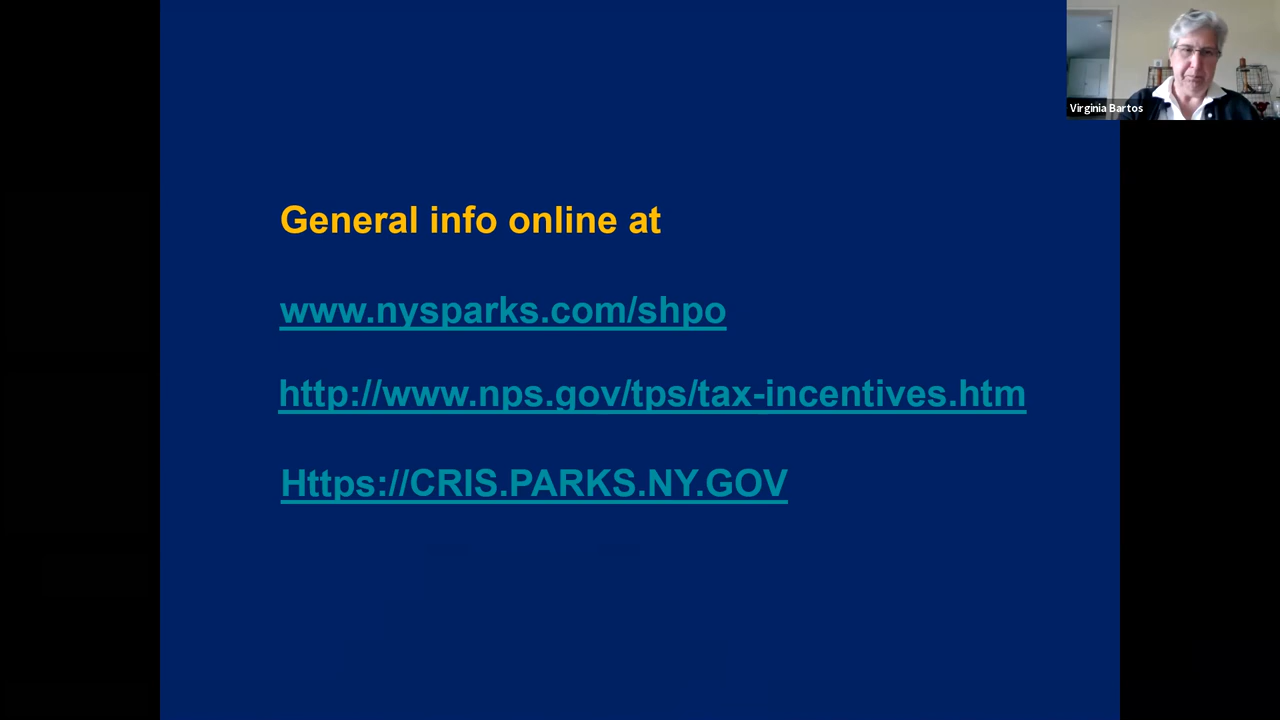 Virginia Bartos
General info online at
www.nysparks.com/shpo
http://www.nps.gov/tps/tax-incentives.htm
Https://CRIS.PARKS.NY.GOV